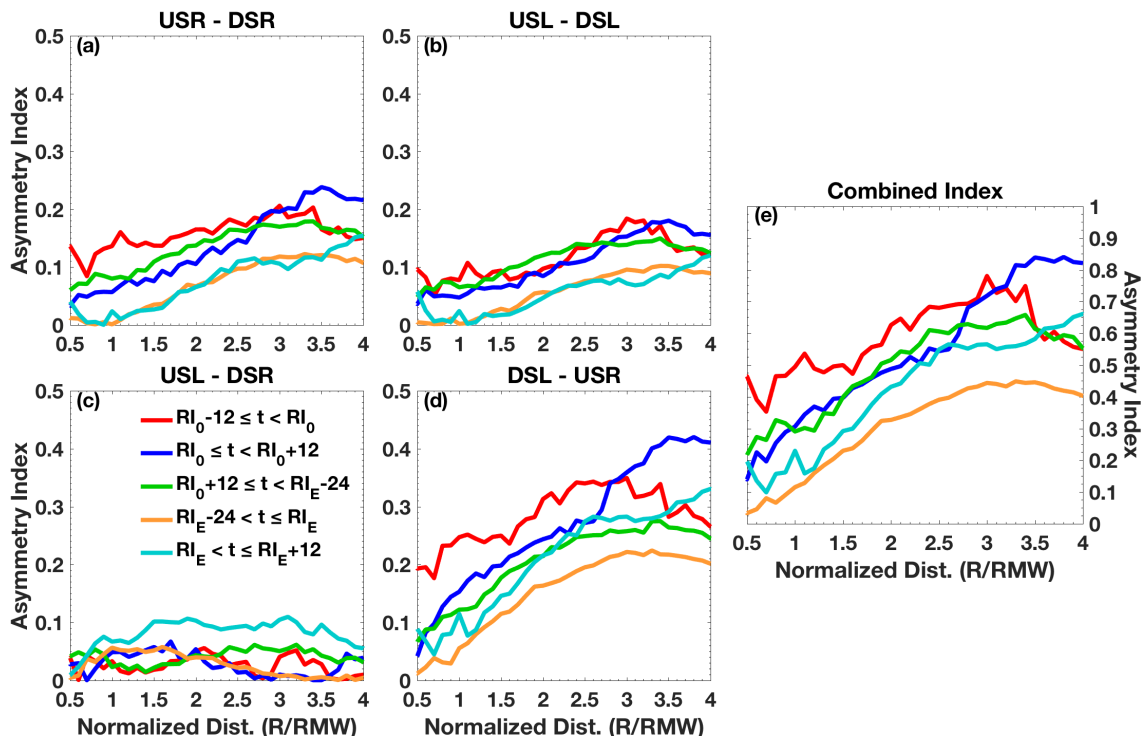 USR - DSR
(a)
Asymmetry Index
0.5
0.4
0.3
0.2
0.1
0
0.5 1 1.5 2 2.5 3 3.5 4
USL - DSL
(b)
0.5
0.4
0.3
0.2
0.1
0
0.5 1 1.5 2 2.5 3 3.5 4
USL - DSR
(c)
Asymmetry Index
0.5
0.4
0.3
0.2
0.1
0
RI0-12 ≤ t < RI0
RI0 ≤ t < RI0+12
RI0+12 ≤ t < RIE-24
RIE-24 < t ≤ RIE
RIE < t ≤ RIE+12
0.5 1 1.5 2 2.5 3 3.5 4
Normalized Dist. (R/RMW)
DSL - USR
(d)
0.5
0.4
0.3
0.2
0.1
0
0.5 1 1.5 2 2.5 3 3.5 4
Normalized Dist. (R/RMW)
Combined Index
(e)
1
0.9
0.8
0.7
0.6
0.5
0.4
0.3
0.2
0.1
0
Asymmetry Index
0.5 1 1.5 2 2.5 3 3.5 4
Normalized Dist. (R/RMW)